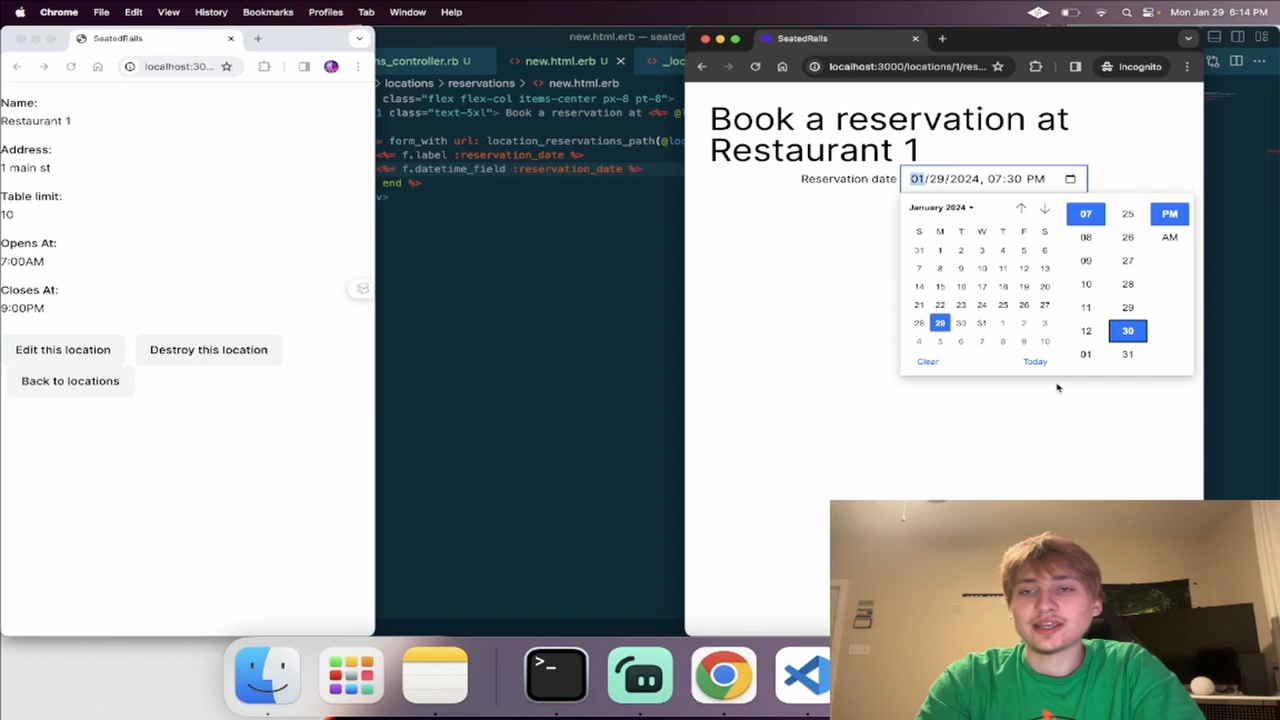 Chrome File Edit View History Bookmarks Profiles Tab Window Help
Mon Jan 29 6:14 PM
SeatedRails
localhost:30...
Name:
Restaurant 1
Address:
1 main st
Table limit:
10
Opens At:
7:00AM
Closes At:
9:00PM
Edit this location
Destroy this location
Back to locations
new.html.erb — seated
ns_controller.rb U
new.html.erb U
_loc
locations > reservations > new.html.erb
class="flex flex-col items-center px-8 pt-8">
1 class="text-5xl"> Book a reservation at <%= @l
= form_with url: location_reservations_path(@lo
<%= f.label :reservation_date %>
<%= f.datetime_field :reservation_date %>
end %>
v>
SeatedRails
localhost:3000/locations/1/res...
Incognito
Book a reservation at
Restaurant 1
Reservation date
01/29/2024, 07:30 PM
January 2024
S M T W T F S
31 1 2 3 4 5 6
7 8 9 10 11 12 13
14 15 16 17 18 19 20
21 22 23 24 25 26 27
28 29 30 31 1 2 3
4 5 6 7 8 9 10
Clear
Today
07 25 PM
08 26 AM
09 27
10 28
11 29
12 30
01 31